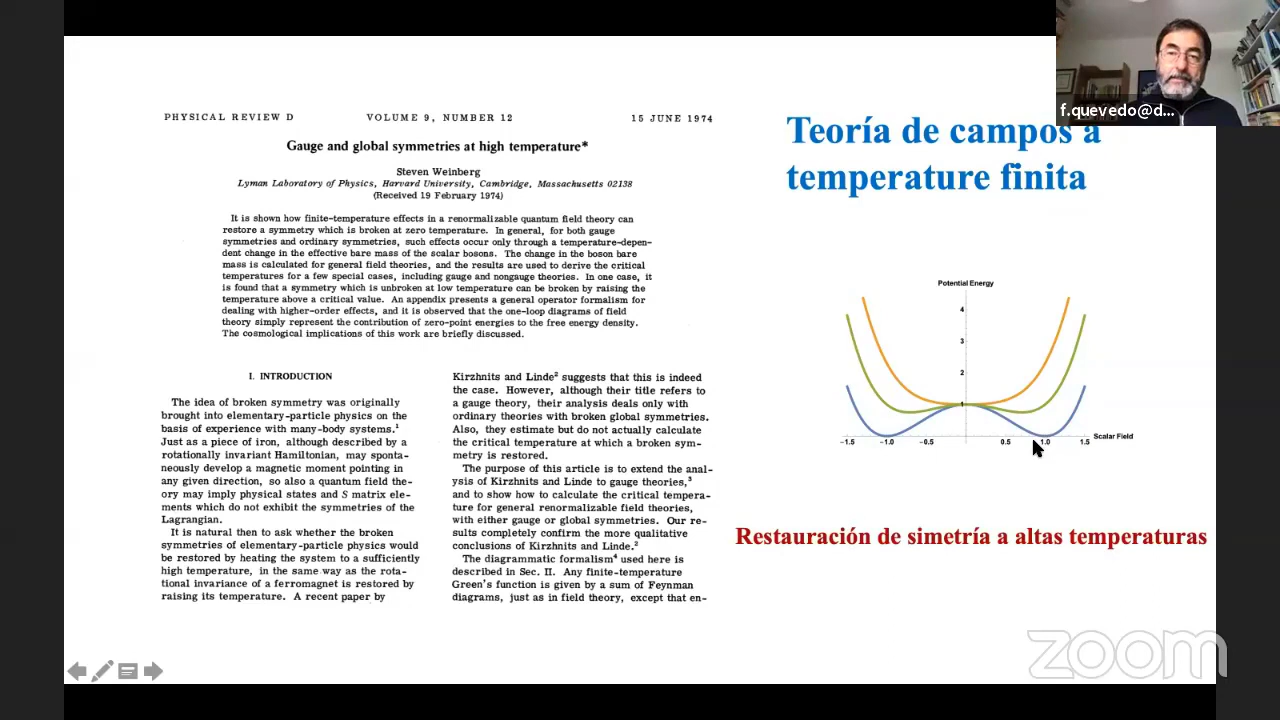 f.quevedo@d...
PHYSICAL REVIEW D VOLUME 9, NUMBER 12 15 JUNE 1974
Gauge and global symmetries at high temperature*
Steven Weinberg
Lyman Laboratory of Physics, Harvard University, Cambridge, Massachusetts 02138
(Received 19 February 1974)
It is shown how finite-temperature effects in a renormalizable quantum field theory can
restore a symmetry which is broken at zero temperature. In general, for both gauge
symmetries and ordinary symmetries, such effects occur only through a temperature-depen-
dent change in the effective bare mass of the scalar bosons. The change in the boson bare
mass is calculated for general field theories, and the results are used to derive the critical
temperatures for a few special cases, including gauge and nongauge theories. In one case, it
is found that a symmetry which is unbroken at low temperature can be broken by raising the
temperature above a critical value. An appendix presents a general operator formalism for
dealing with higher-order effects, and it is observed that the one-loop diagrams of field
theory simply represent the contribution of zero-point energies to the free energy density.
The cosmological implications of this work are briefly discussed.
I. INTRODUCTION
The idea of broken symmetry was originally
brought into elementary-particle physics on the
basis of experience with many-body systems.¹
Just as a piece of iron, although described by a
rotationally invariant Hamiltonian, may sponta-
neously develop a magnetic moment pointing in
any given direction, so also a quantum field the-
ory may imply physical states and S matrix ele-
ments which do not exhibit the symmetries of the
Lagrangian.
It is natural then to ask whether the broken
symmetries of elementary-particle physics would
be restored by heating the system to a sufficiently
high temperature, in the same way as the rota-
tional invariance of a ferromagnet is restored by
raising its temperature. A recent paper by
Kirzhnits and Linde² suggests that this is indeed
the case. However, although their title refers to
a gauge theory, their analysis deals only with
ordinary theories with broken global symmetries.
Also, they estimate but do not actually calculate
the critical temperature at which a broken sym-
metry is restored.
The purpose of this article is to extend the anal-
ysis of Kirzhnits and Linde to gauge theories,³
and to show how to calculate the critical tempera-
ture for general renormalizable field theories,
with either gauge or global symmetries. Our re-
sults completely confirm the more qualitative
conclusions of Kirzhnits and Linde.²
The diagrammatic formalism⁴ used here is
described in Sec. II. Any finite-temperature
Green's function is given by a sum of Feynman
diagrams, just as in field theory, except that en-
Teoría de campos a
temperature finita
Potential Energy
4
3
2
1
-1.5 -1.0 -0.5 0.5 1.0 1.5 Scalar Field
Restauración de simetría a altas temperaturas
zoom